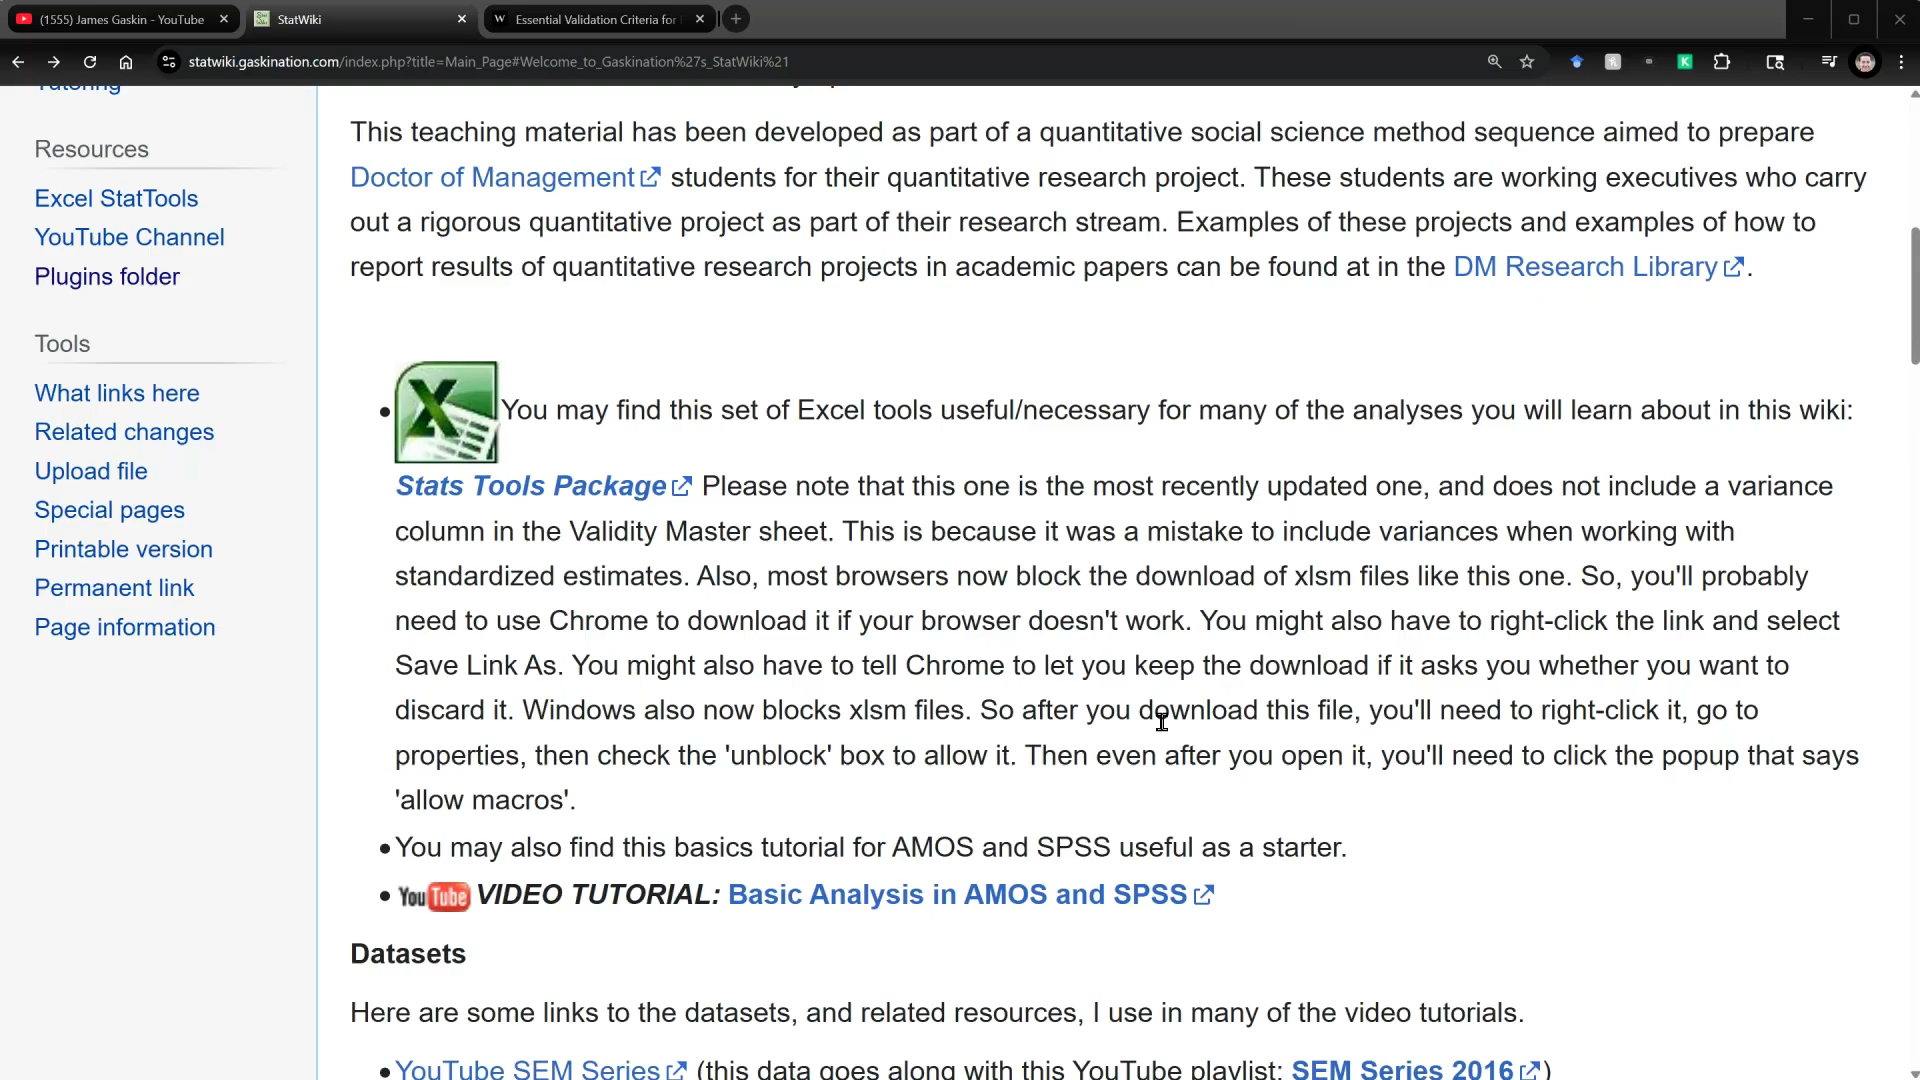 (1555) James Gaskin - YouTube
StatWiki
Essential Validation Criteria for
statwiki.gaskination.com/index.php?title=Main_Page#Welcome_to_Gaskination%27s_StatWiki%21
Tutoring
Resources
Excel StatTools
YouTube Channel
Plugins folder
Tools
What links here
Related changes
Upload file
Special pages
Printable version
Permanent link
Page information
This teaching material has been developed as part of a quantitative social science method sequence aimed to prepare
Doctor of Management students for their quantitative research project. These students are working executives who carry
out a rigorous quantitative project as part of their research stream. Examples of these projects and examples of how to
report results of quantitative research projects in academic papers can be found at in the DM Research Library.
You may find this set of Excel tools useful/necessary for many of the analyses you will learn about in this wiki:
Stats Tools Package Please note that this one is the most recently updated one, and does not include a variance
column in the Validity Master sheet. This is because it was a mistake to include variances when working with
standardized estimates. Also, most browsers now block the download of xlsm files like this one. So, you'll probably
need to use Chrome to download it if your browser doesn't work. You might also have to right-click the link and select
Save Link As. You might also have to tell Chrome to let you keep the download if it asks you whether you want to
discard it. Windows also now blocks xlsm files. So after you download this file, you'll need to right-click it, go to
properties, then check the 'unblock' box to allow it. Then even after you open it, you'll need to click the popup that says
'allow macros'.
You may also find this basics tutorial for AMOS and SPSS useful as a starter.
YouTube VIDEO TUTORIAL: Basic Analysis in AMOS and SPSS
Datasets
Here are some links to the datasets, and related resources, I use in many of the video tutorials.
YouTube SEM Series (this data goes along with this YouTube playlist: SEM Series 2016)